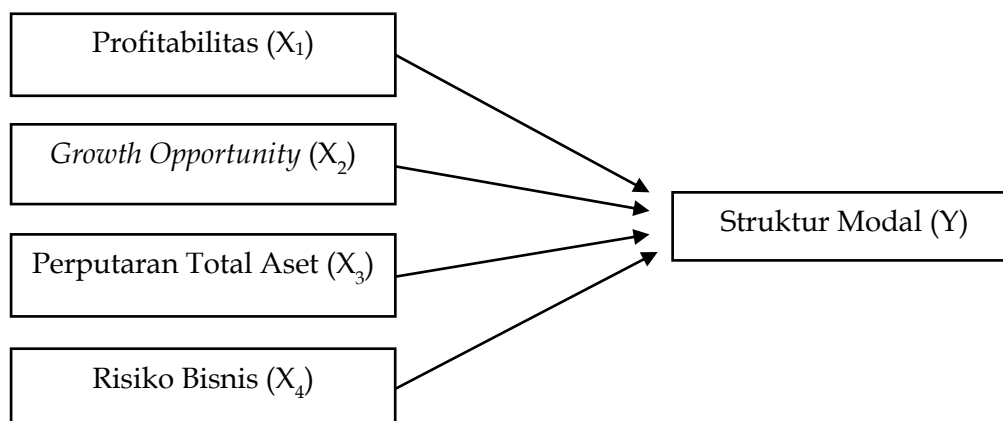 Profitabilitas (X₁)
Growth Opportunity (X₂)
Perputaran Total Aset (X₃)
Risiko Bisnis (X₄)
Struktur Modal (Y)